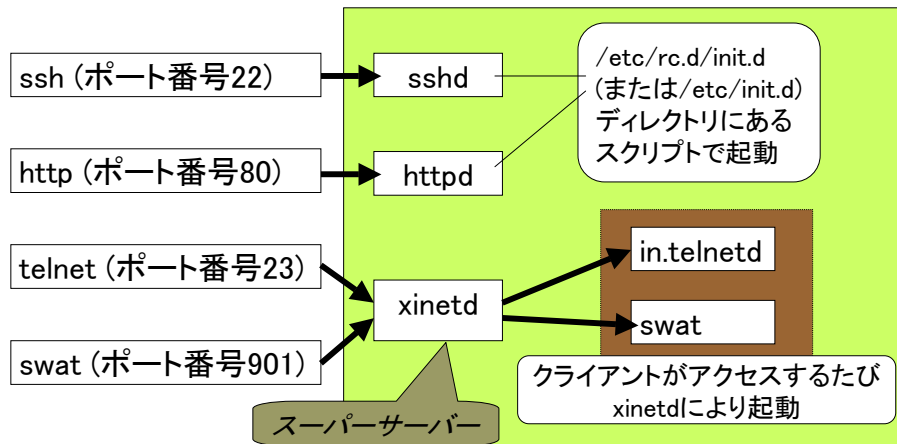 ssh (ポート番号22)
sshd
/etc/rc.d/init.d
(または/etc/init.d)
ディレクトリにある
スクリプトで起動
http (ポート番号80)
httpd
telnet (ポート番号23)
xinetd
in.telnetd
swat (ポート番号901)
swat
スーパーサーバー
クライアントがアクセスするたび
xinetdにより起動